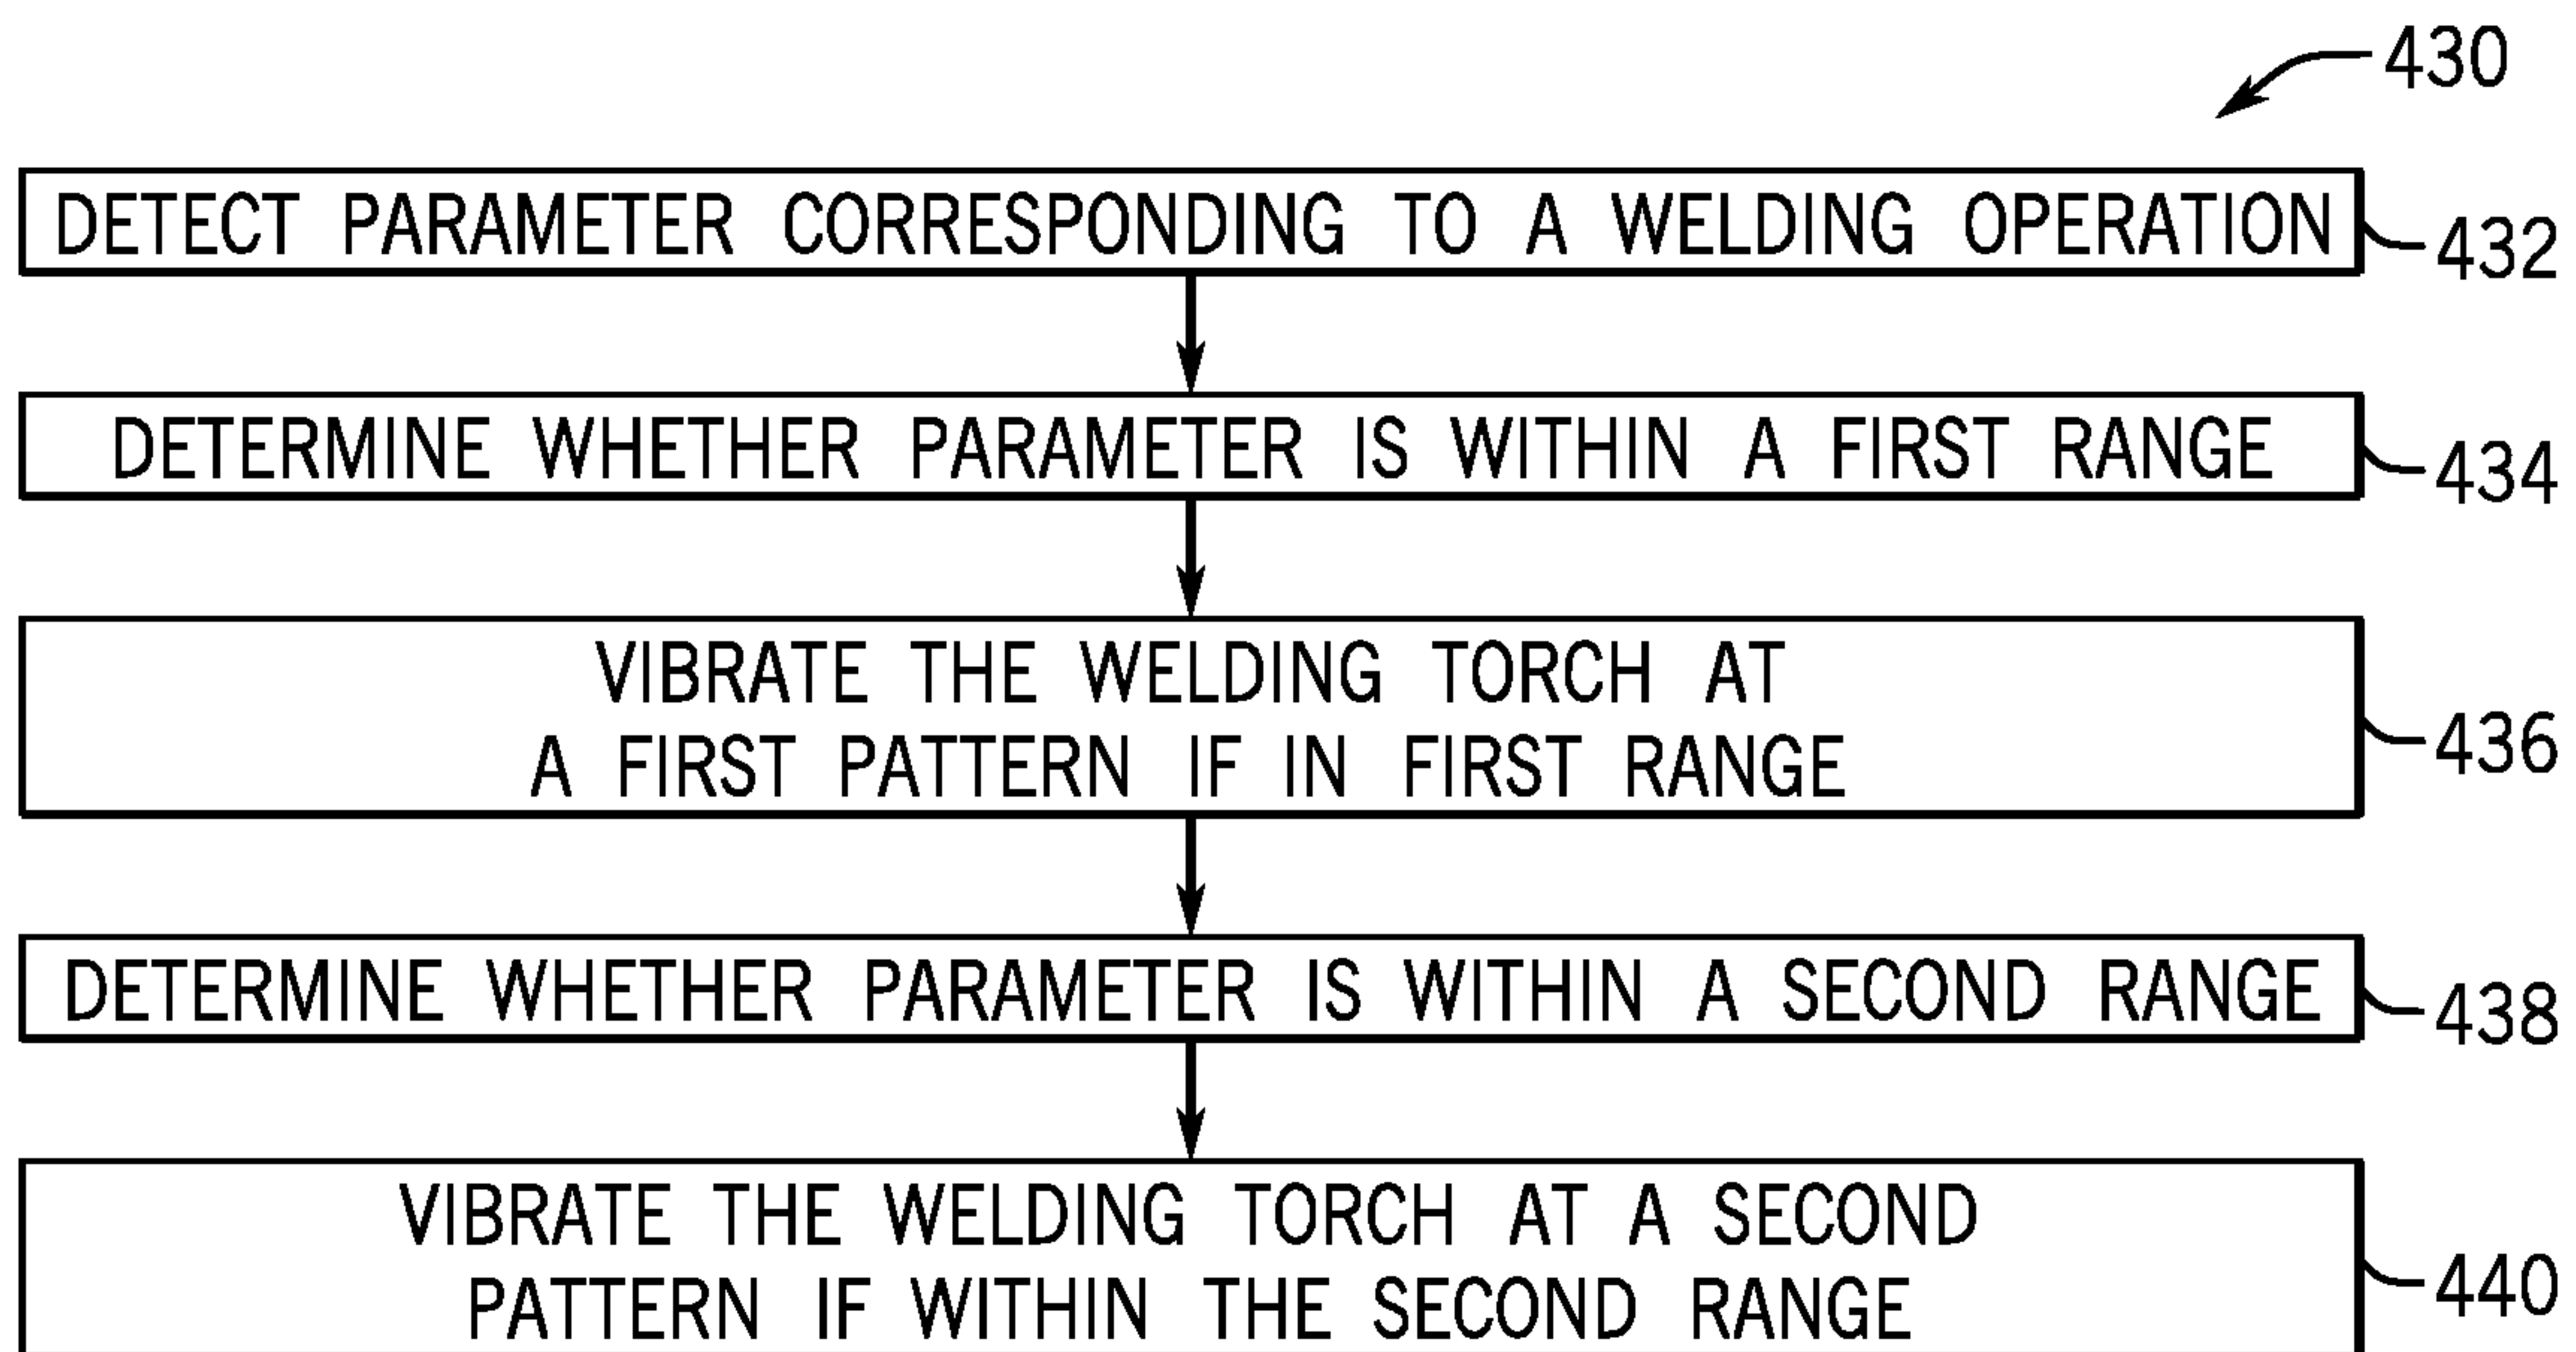 430
DETECT PARAMETER CORRESPONDING TO A WELDING OPERATION
432
DETERMINE WHETHER PARAMETER IS WITHIN A FIRST RANGE
434
VIBRATE THE WELDING TORCH AT
A FIRST PATTERN IF IN FIRST RANGE
436
DETERMINE WHETHER PARAMETER IS WITHIN A SECOND RANGE
438
VIBRATE THE WELDING TORCH AT A SECOND
PATTERN IF WITHIN THE SECOND RANGE
440